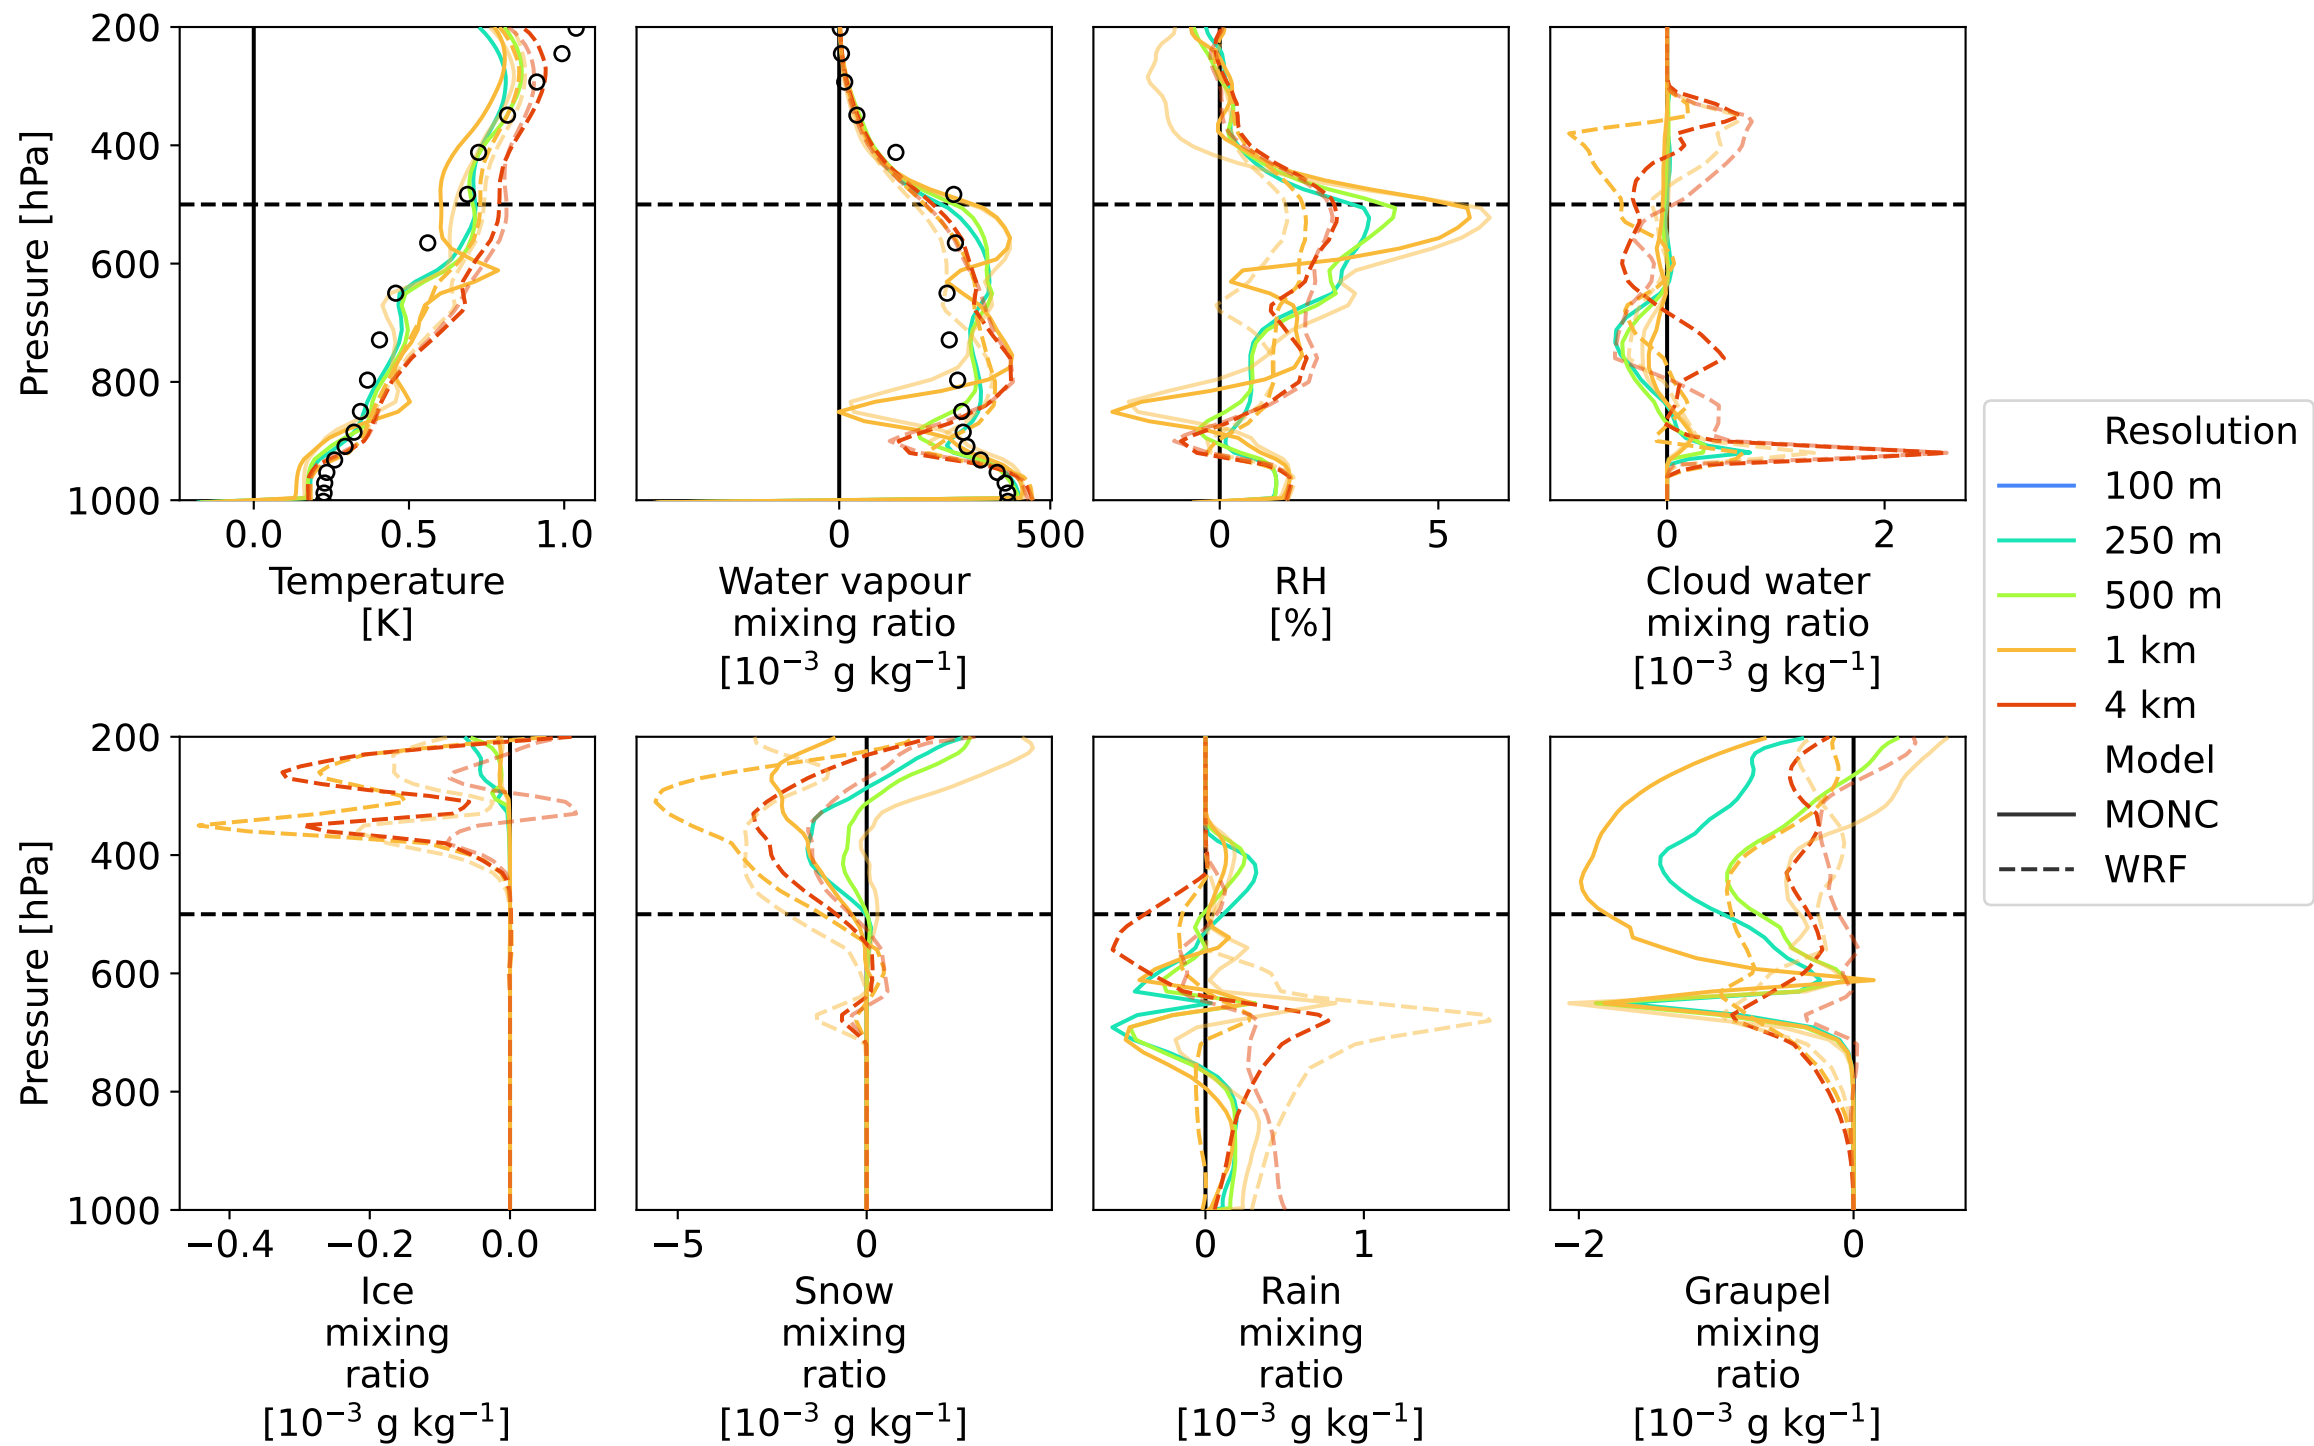 200
400
600
800
1000
Pressure [hPa]
0.0 0.5 1.0
Temperature
[K]
0 500
Water vapour
mixing ratio
[10⁻³ g kg⁻¹]
0 5
RH
[%]
0 2
Cloud water
mixing ratio
[10⁻³ g kg⁻¹]
Resolution
100 m
250 m
500 m
1 km
4 km
Model
MONC
WRF
200
400
600
800
1000
Pressure [hPa]
−0.4 −0.2 0.0
Ice
mixing
ratio
[10⁻³ g kg⁻¹]
−5 0
Snow
mixing
ratio
[10⁻³ g kg⁻¹]
0 1
Rain
mixing
ratio
[10⁻³ g kg⁻¹]
−2 0
Graupel
mixing
ratio
[10⁻³ g kg⁻¹]